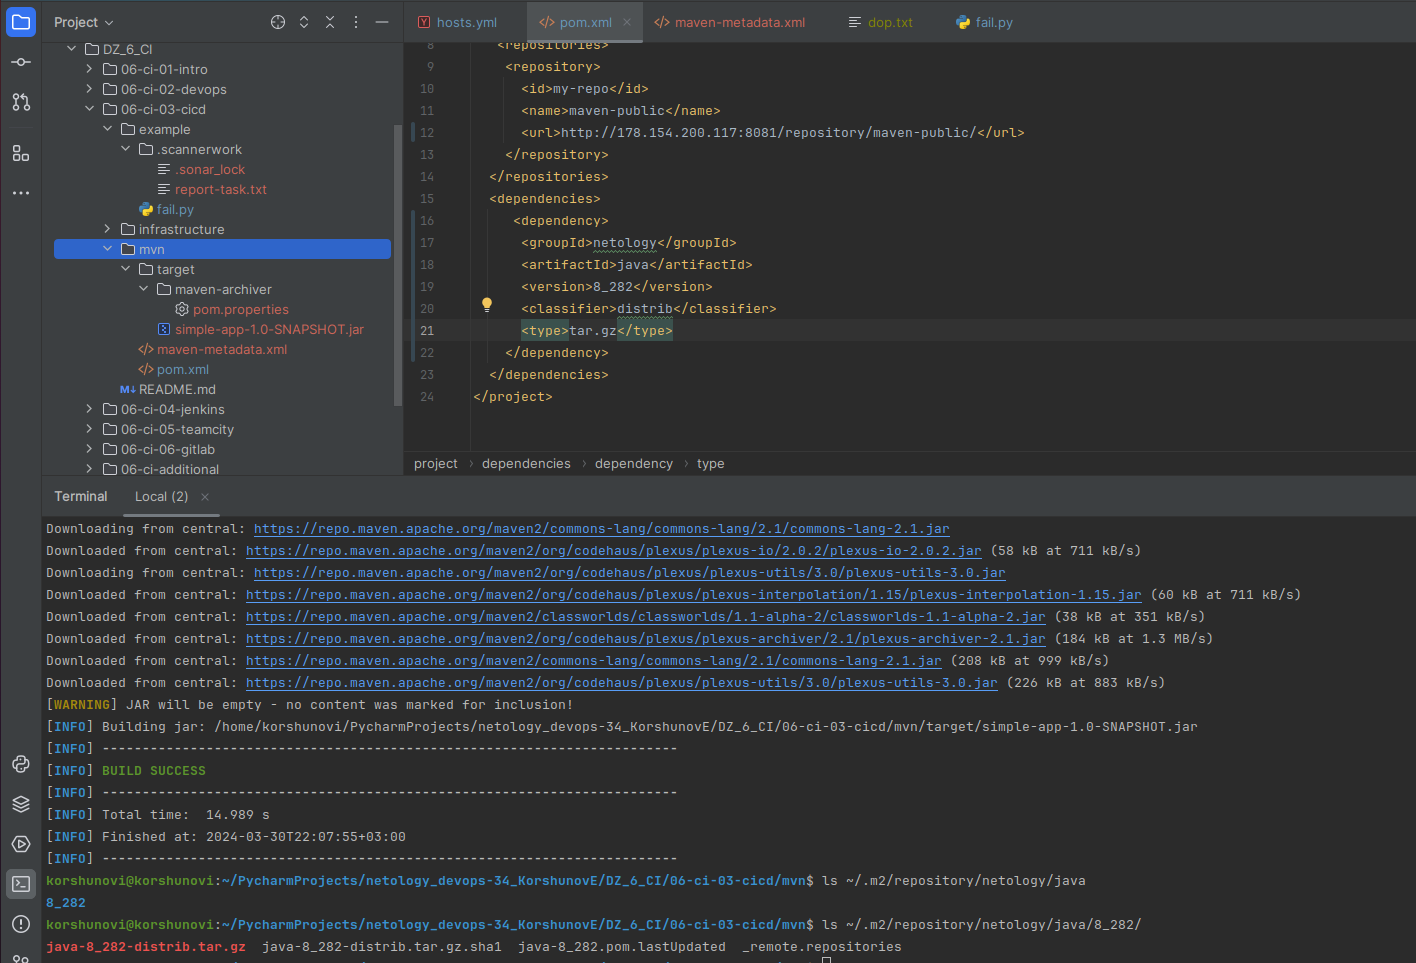 Project
hosts.yml
pom.xml
maven-metadata.xml
dop.txt
fail.py
DZ_6_CI
06-ci-01-intro
06-ci-02-devops
06-ci-03-cicd
example
.scannerwork
.sonar_lock
report-task.txt
fail.py
infrastructure
mvn
target
maven-archiver
pom.properties
simple-app-1.0-SNAPSHOT.jar
maven-metadata.xml
pom.xml
README.md
06-ci-04-jenkins
06-ci-05-teamcity
06-ci-06-gitlab
06-ci-additional
8 <repositories>
9 <repository>
10 <id>my-repo</id>
11 <name>maven-public</name>
12 <url>http://178.154.200.117:8081/repository/maven-public/</url>
13 </repository>
14 </repositories>
15 <dependencies>
16 <dependency>
17 <groupId>netology</groupId>
18 <artifactId>java</artifactId>
19 <version>8_282</version>
20 <classifier>distrib</classifier>
21 <type>tar.gz</type>
22 </dependency>
23 </dependencies>
24 </project>
project > dependencies > dependency > type
Terminal Local (2)
Downloading from central: https://repo.maven.apache.org/maven2/commons-lang/commons-lang/2.1/commons-lang-2.1.jar
Downloaded from central: https://repo.maven.apache.org/maven2/org/codehaus/plexus/plexus-io/2.0.2/plexus-io-2.0.2.jar (58 kB at 711 kB/s)
Downloading from central: https://repo.maven.apache.org/maven2/org/codehaus/plexus/plexus-utils/3.0/plexus-utils-3.0.jar
Downloaded from central: https://repo.maven.apache.org/maven2/org/codehaus/plexus/plexus-interpolation/1.15/plexus-interpolation-1.15.jar (60 kB at 711 kB/s)
Downloaded from central: https://repo.maven.apache.org/maven2/classworlds/classworlds/1.1-alpha-2/classworlds-1.1-alpha-2.jar (38 kB at 351 kB/s)
Downloaded from central: https://repo.maven.apache.org/maven2/org/codehaus/plexus/plexus-archiver/2.1/plexus-archiver-2.1.jar (184 kB at 1.3 MB/s)
Downloaded from central: https://repo.maven.apache.org/maven2/commons-lang/commons-lang/2.1/commons-lang-2.1.jar (208 kB at 999 kB/s)
Downloaded from central: https://repo.maven.apache.org/maven2/org/codehaus/plexus/plexus-utils/3.0/plexus-utils-3.0.jar (226 kB at 883 kB/s)
[WARNING] JAR will be empty - no content was marked for inclusion!
[INFO] Building jar: /home/korshunovi/PycharmProjects/netology_devops-34_KorshunovE/DZ_6_CI/06-ci-03-cicd/mvn/target/simple-app-1.0-SNAPSHOT.jar
[INFO] ------------------------------------------------------------------------
[INFO] BUILD SUCCESS
[INFO] ------------------------------------------------------------------------
[INFO] Total time:  14.989 s
[INFO] Finished at: 2024-03-30T22:07:55+03:00
[INFO] ------------------------------------------------------------------------
korshunovi@korshunovi:~/PycharmProjects/netology_devops-34_KorshunovE/DZ_6_CI/06-ci-03-cicd/mvn$ ls ~/.m2/repository/netology/java
8_282
korshunovi@korshunovi:~/PycharmProjects/netology_devops-34_KorshunovE/DZ_6_CI/06-ci-03-cicd/mvn$ ls ~/.m2/repository/netology/java/8_282/
java-8_282-distrib.tar.gz  java-8_282-distrib.tar.gz.sha1  java-8_282.pom.lastUpdated  _remote.repositories